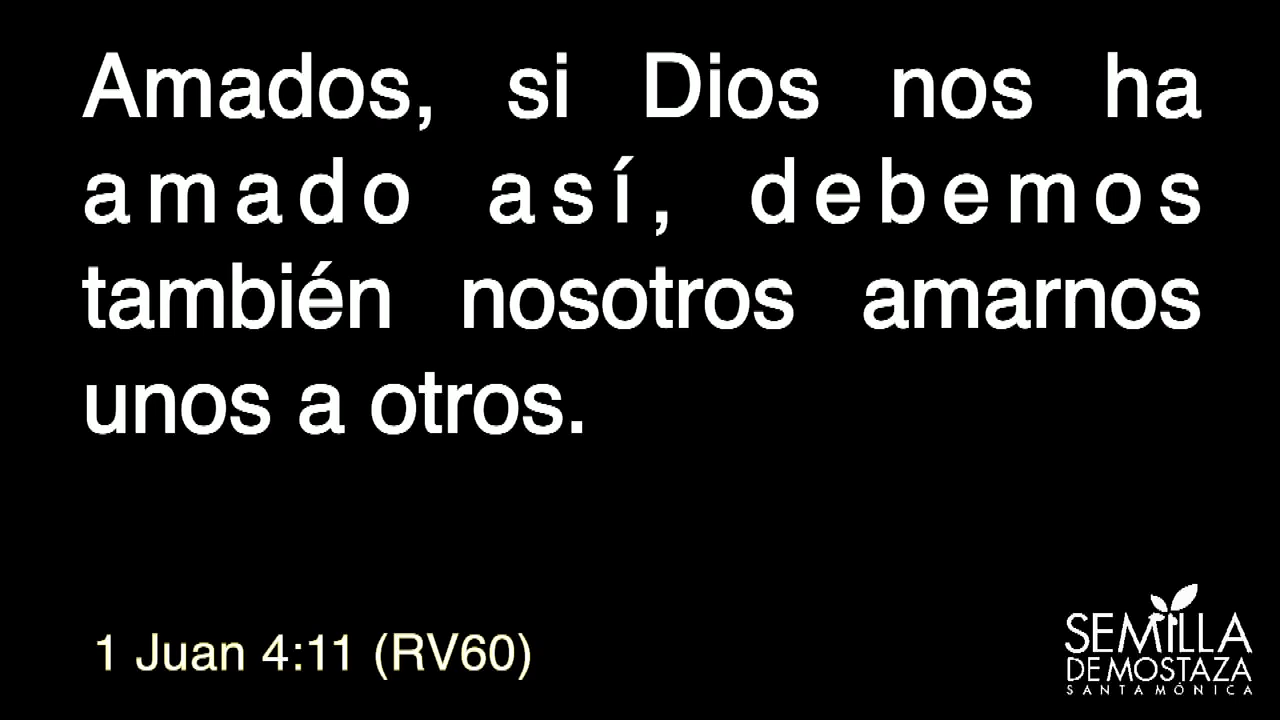 Amados, si Dios nos ha
amado así, debemos
también nosotros amarnos
unos a otros.
1 Juan 4:11 (RV60)
SEMILLA
DE MOSTAZA
SANTA MÓNICA